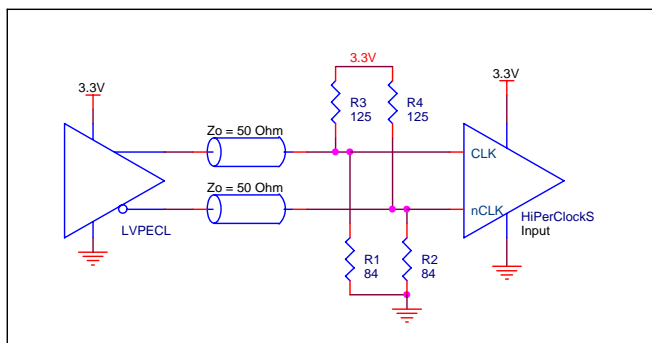 3.3V
3.3V
3.3V
R3
125
R4
125
Zo = 50 Ohm
CLK
Zo = 50 Ohm
nCLK
LVPECL
HiPerClockS
Input
R1
84
R2
84